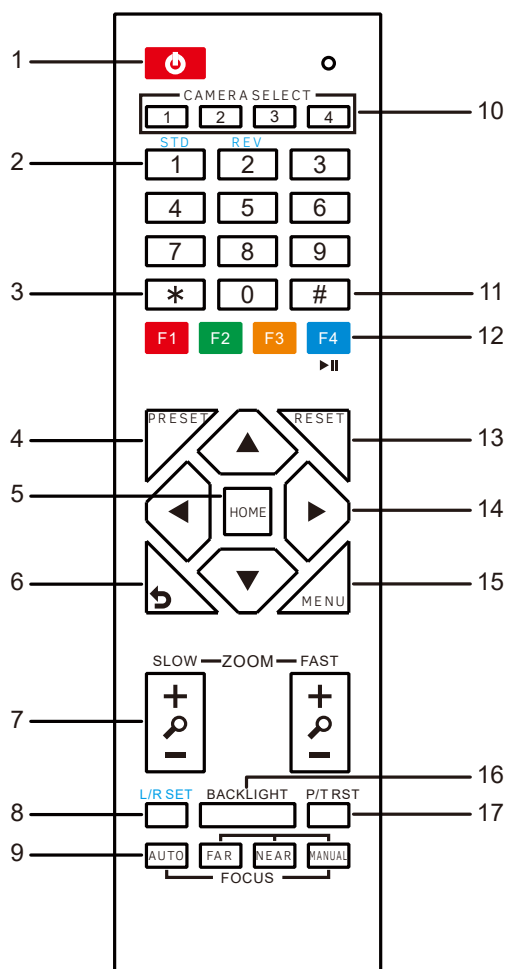 1
CAMERA SELECT
1 2 3 4
10
STD REV
2
1 2 3
4 5 6
7 8 9
3
* 0 #
11
F1 F2 F3 F4
12
4
PRESET RESET
13
5
HOME
14
6
MENU
15
SLOW ZOOM FAST
7
+ +
− −
16
L/R SET BACKLIGHT P/T RST
8
17
9
AUTO FAR NEAR MANUAL
FOCUS